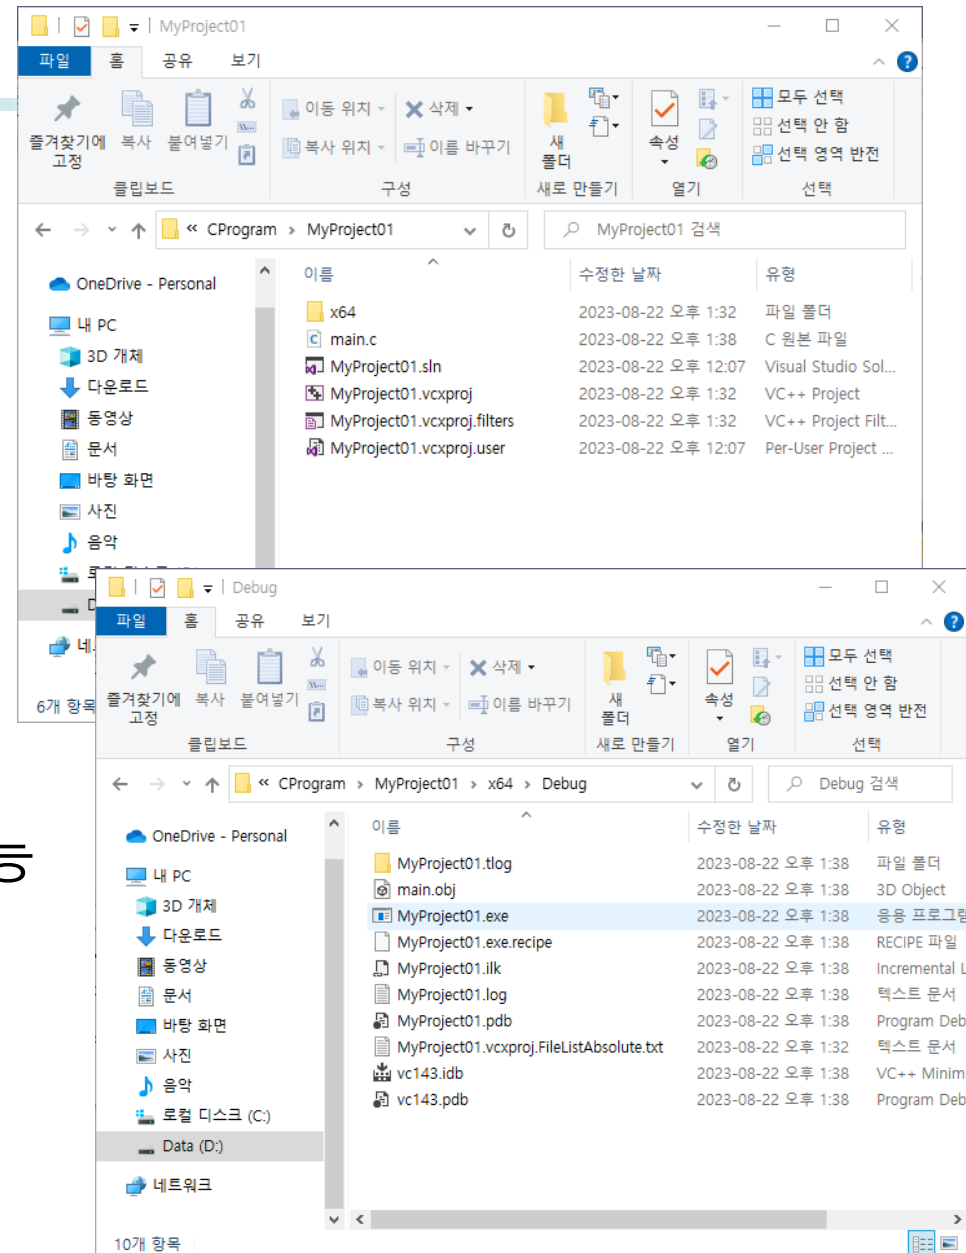 MyProject01
파일 홈 공유 보기
즐겨찾기에 고정 복사 붙여넣기
이동 위치 삭제
복사 위치 이름 바꾸기
새 폴더
속성
모두 선택
선택 안 함
선택 영역 반전
클립보드 구성 새로 만들기 열기 선택
« CProgram › MyProject01
MyProject01 검색
이름 수정한 날짜 유형
x64 2023-08-22 오후 1:32 파일 폴더
main.c 2023-08-22 오후 1:38 C 원본 파일
MyProject01.sln 2023-08-22 오후 12:07 Visual Studio Sol...
MyProject01.vcxproj 2023-08-22 오후 1:32 VC++ Project
MyProject01.vcxproj.filters 2023-08-22 오후 1:32 VC++ Project Filt...
MyProject01.vcxproj.user 2023-08-22 오후 12:07 Per-User Project ...
OneDrive - Personal
내 PC
3D 개체
다운로드
동영상
문서
바탕 화면
사진
음악
6개 항목
Debug
파일 홈 공유 보기
즐겨찾기에 고정 복사 붙여넣기
이동 위치 삭제
복사 위치 이름 바꾸기
새 폴더
속성
모두 선택
선택 안 함
선택 영역 반전
클립보드 구성 새로 만들기 열기 선택
« CProgram › MyProject01 › x64 › Debug
Debug 검색
이름 수정한 날짜 유형
MyProject01.tlog 2023-08-22 오후 1:38 파일 폴더
main.obj 2023-08-22 오후 1:38 3D Object
MyProject01.exe 2023-08-22 오후 1:38 응용 프로그램
MyProject01.exe.recipe 2023-08-22 오후 1:38 RECIPE 파일
MyProject01.ilk 2023-08-22 오후 1:38 Incremental L
MyProject01.log 2023-08-22 오후 1:38 텍스트 문서
MyProject01.pdb 2023-08-22 오후 1:38 Program Deb
MyProject01.vcxproj.FileListAbsolute.txt 2023-08-22 오후 1:32 텍스트 문서
vc143.idb 2023-08-22 오후 1:38 VC++ Minim
vc143.pdb 2023-08-22 오후 1:38 Program Deb
OneDrive - Personal
내 PC
3D 개체
다운로드
동영상
문서
바탕 화면
사진
음악
로컬 디스크 (C:)
Data (D:)
네트워크
10개 항목